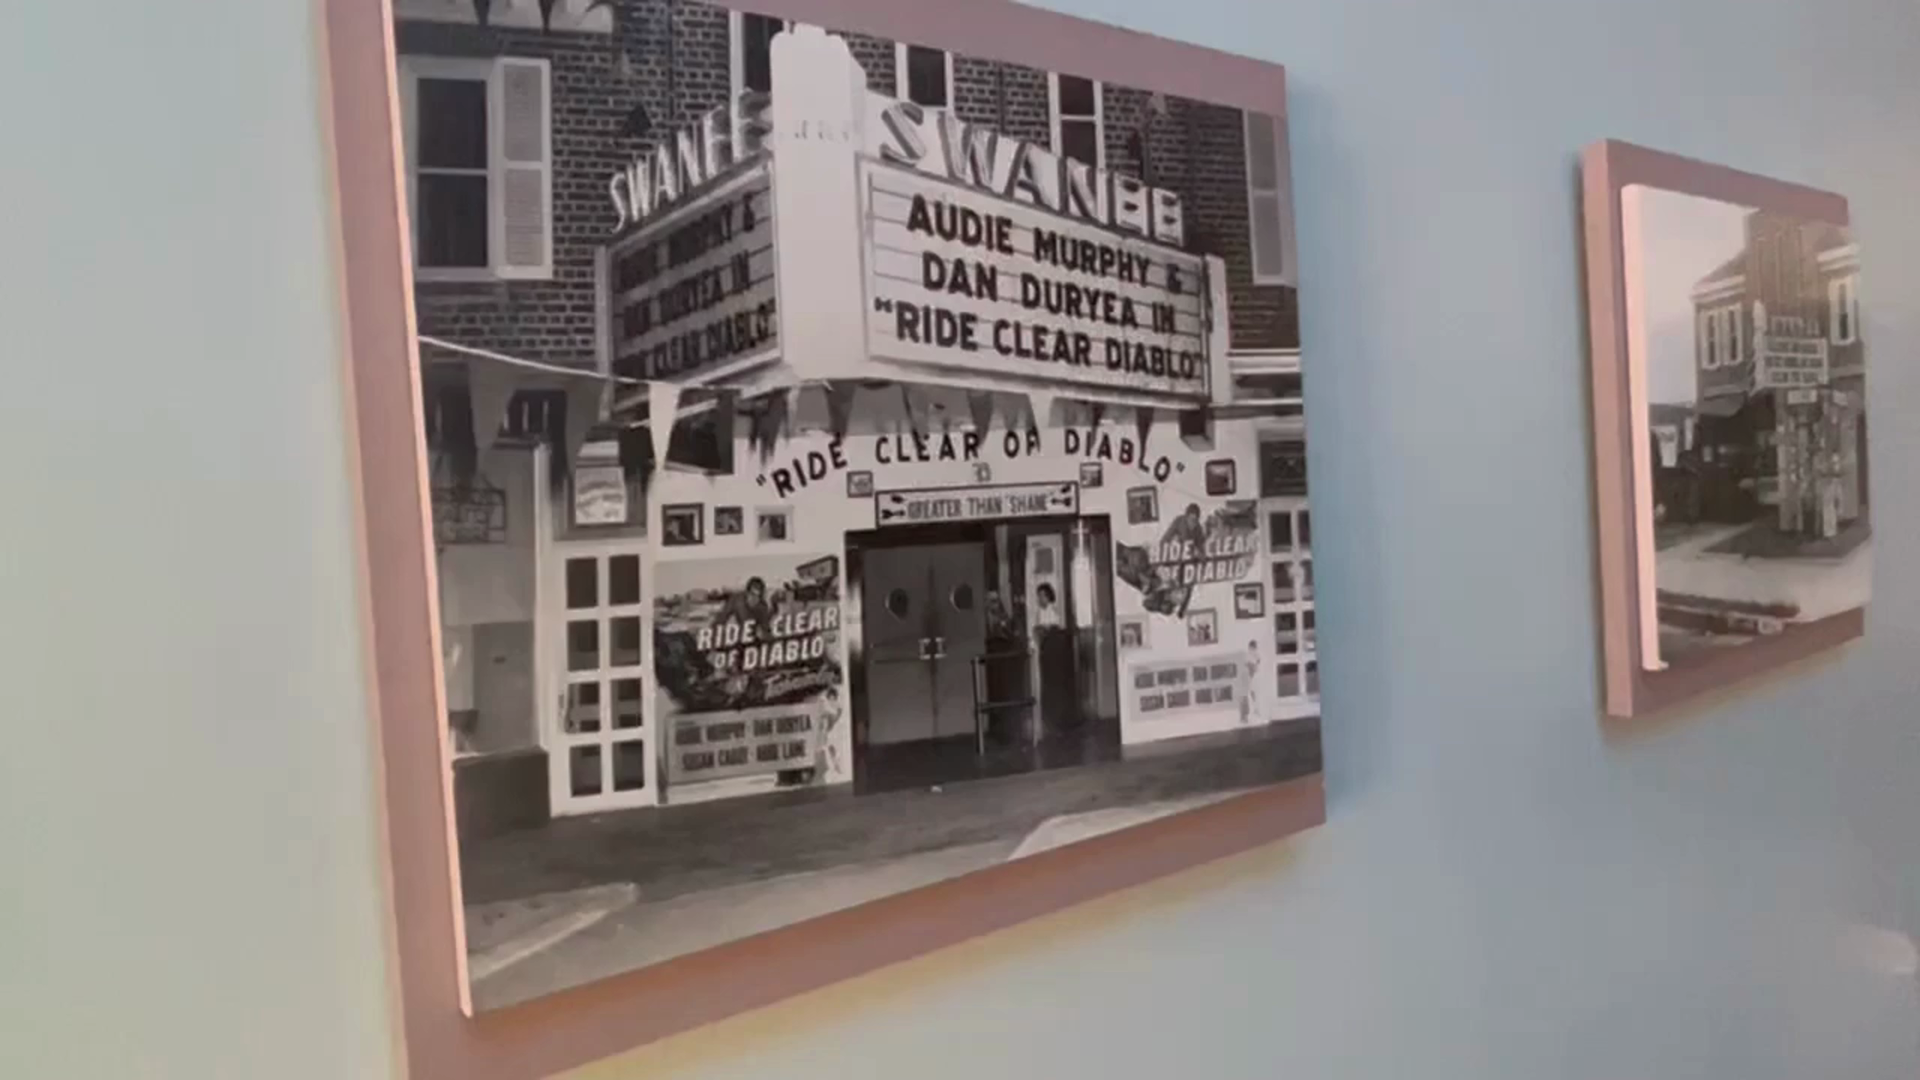 SWANEE
SWANEE
AUDIE MURPHY &
DAN DURYEA IN
"RIDE CLEAR DIABLO"
MURPHY &
DAN DURYEA IN
CLEAR DIABLO"
"RIDE CLEAR OF DIABLO"
GREATER THAN "SHANE"
RIDE CLEAR
OF DIABLO
Technicolor
AUDIE MURPHY · DAN DURYEA
SUSAN CABOT · ABBE LANE
RIDE CLEAR
OF DIABLO
AUDIE MURPHY · DAN DURYEA
SUSAN CABOT · ABBE LANE